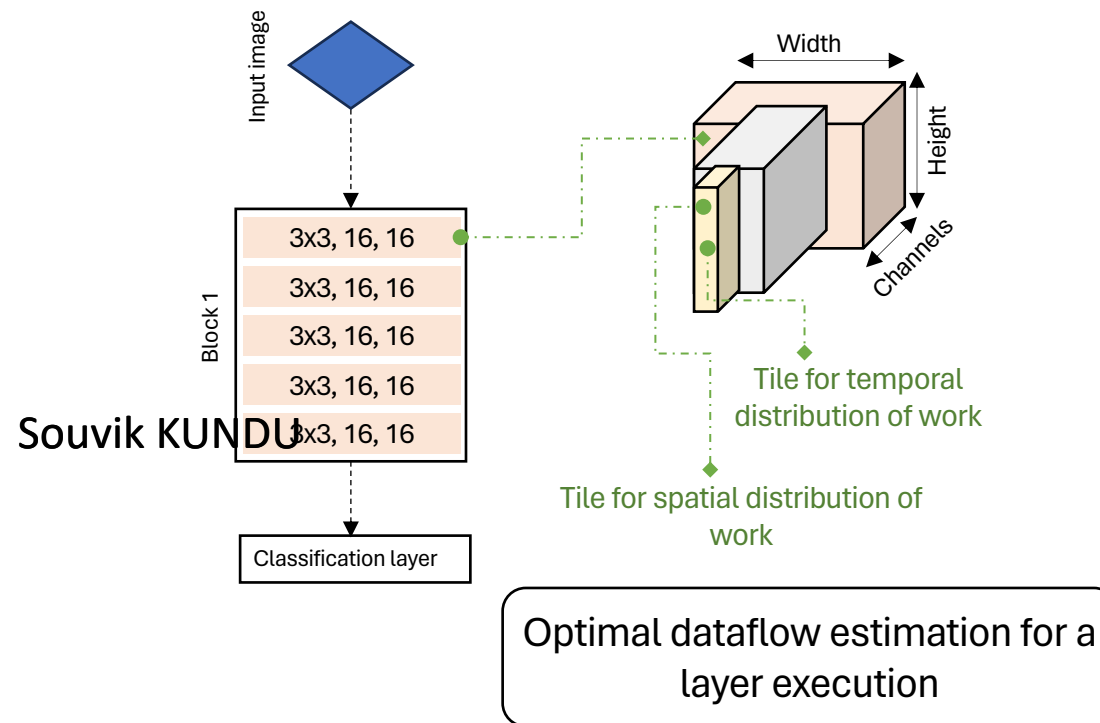 Input image
Width
Height
Channels
Block 1
3x3, 16, 16
3x3, 16, 16
3x3, 16, 16
3x3, 16, 16
3x3, 16, 16
Souvik KUNDU
Tile for temporal
distribution of work
Tile for spatial distribution of
work
Classification layer
Optimal dataflow estimation for a
layer execution